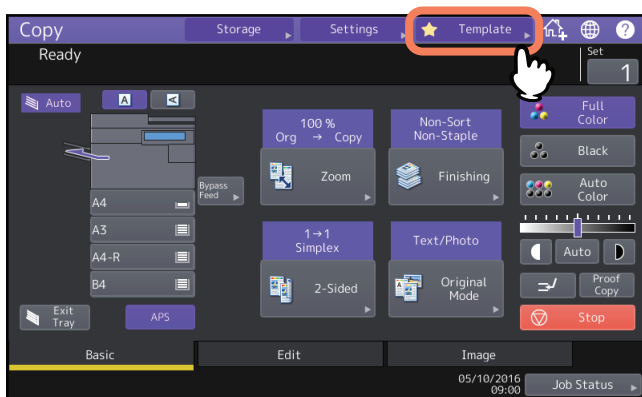 Copy
Storage
Settings
Template
?
Ready
Set
1
Auto
A
A
100 %
Org → Copy
Zoom
Non-Sort
Non-Staple
Finishing
Full
Color
Black
Auto
Color
Bypass
Feed
A4
A3
A4-R
B4
1→1
Simplex
2-Sided
Text/Photo
Original
Mode
Auto
Proof
Copy
Exit
Tray
APS
Stop
Basic
Edit
Image
05/10/2016
09:00
Job Status